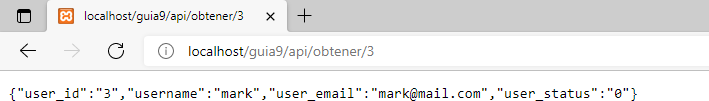 localhost/guia9/api/obtener/3
localhost/guia9/api/obtener/3
{"user_id":"3","username":"mark","user_email":"mark@mail.com","user_status":"0"}